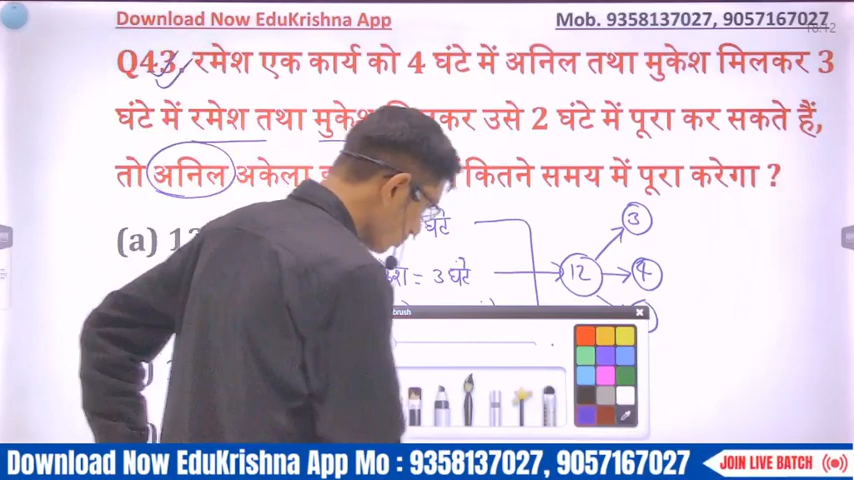 Download Now EduKrishna App
Mob. 9358137027, 9057167027
18:12
Q43. रमेश एक कार्य को 4 घंटे में अनिल तथा मुकेश मिलकर 3
घंटे में रमेश तथा मुकेश उसे 2 घंटे में पूरा कर सकते हैं,
तो अनिल अकेला कितने समय में पूरा करेगा ?
(a)
घंटे
= 3 घंटे
12
3
4
brush
Download Now EduKrishna App Mo : 9358137027, 9057167027
JOIN LIVE BATCH